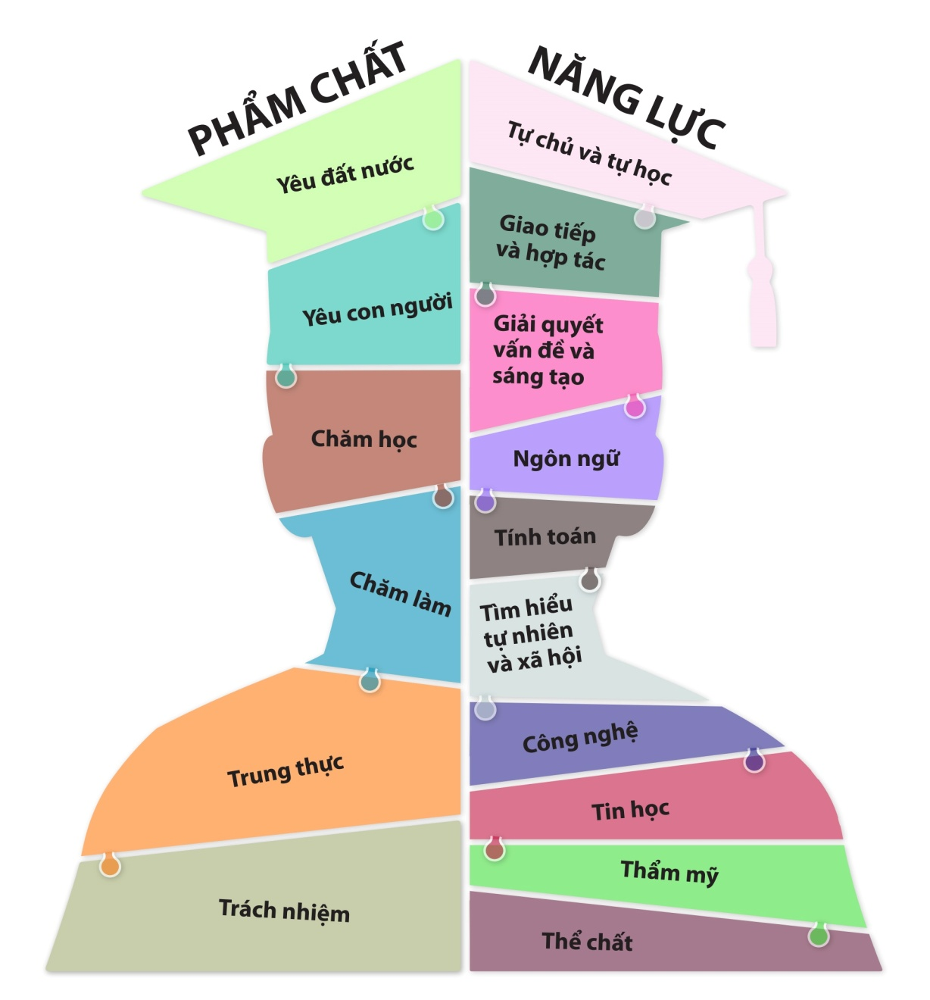 PHẨM CHẤT
Yêu đất nước
Yêu con người
Chăm học
Chăm làm
Trung thực
Trách nhiệm
NĂNG LỰC
Tự chủ và tự học
Giao tiếp
và hợp tác
Giải quyết
vấn đề và
sáng tạo
Ngôn ngữ
Tính toán
Tìm hiểu
tự nhiên
và xã hội
Công nghệ
Tin học
Thẩm mỹ
Thể chất